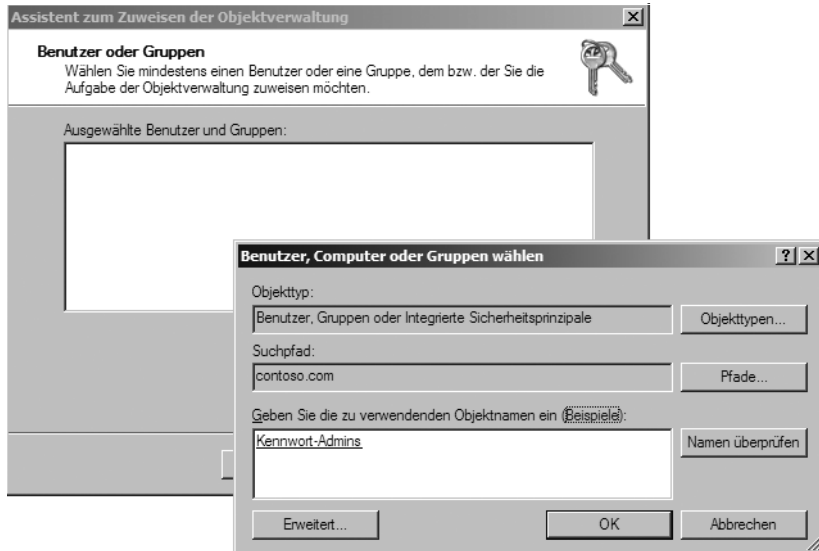 Assistent zum Zuweisen der Objektverwaltung
Benutzer oder Gruppen
Wählen Sie mindestens einen Benutzer oder eine Gruppe, dem bzw. der Sie die
Aufgabe der Objektverwaltung zuweisen möchten.
Ausgewählte Benutzer und Gruppen:
Benutzer, Computer oder Gruppen wählen
Objekttyp:
Benutzer, Gruppen oder Integrierte Sicherheitsprinzipale
Objekttypen...
Suchpfad:
contoso.com
Pfade...
Geben Sie die zu verwendenden Objektnamen ein (Beispiele):
Kennwort-Admins
Namen überprüfen
Erweitert...
OK
Abbrechen